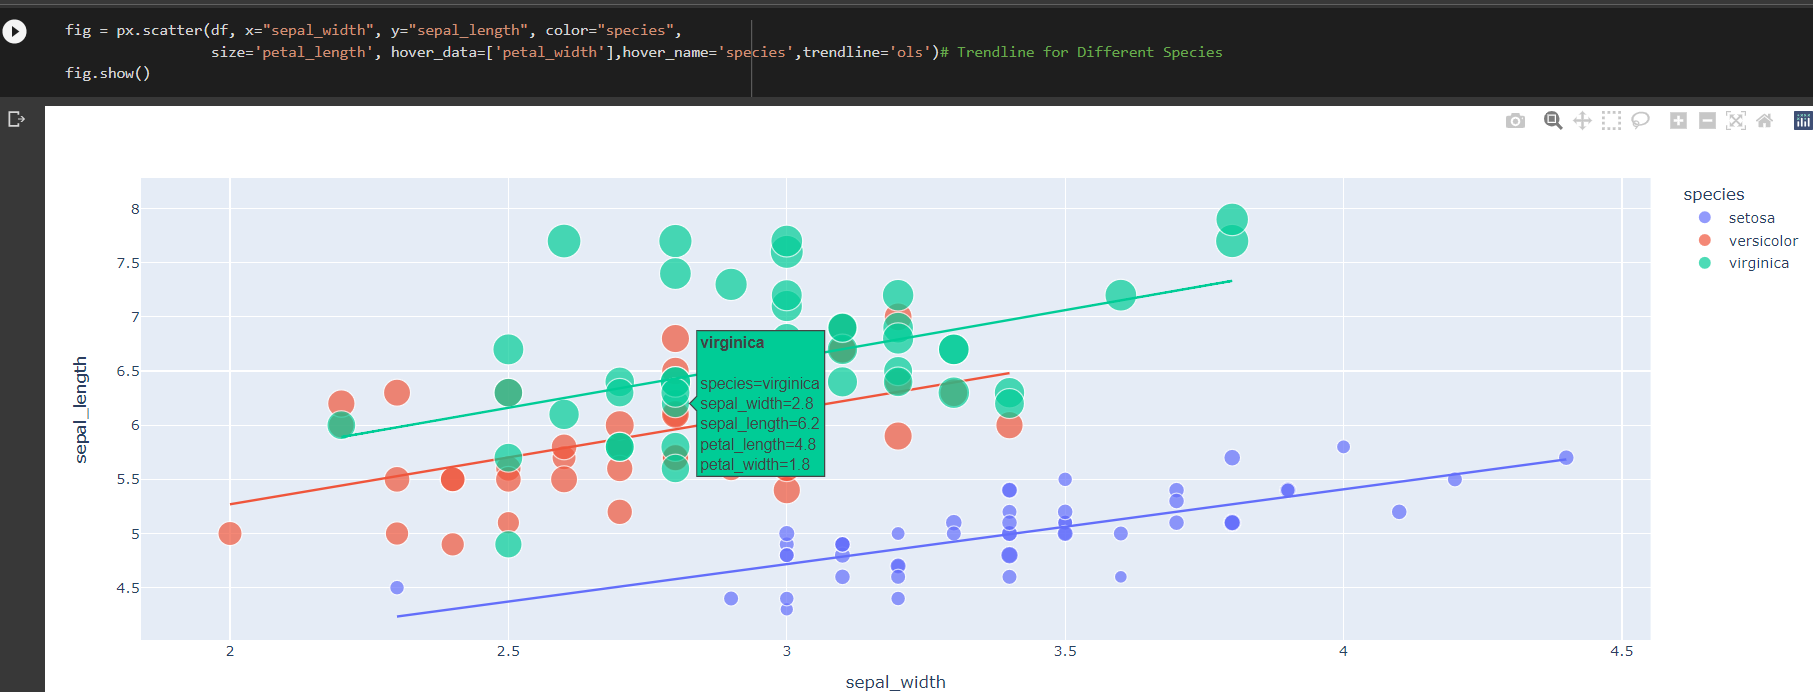 fig = px.scatter(df, x="sepal_width", y="sepal_length", color="species",
size='petal_length', hover_data=['petal_width'],hover_name='species',trendline='ols')# Trendline for Different Species
fig.show()
species
setosa
versicolor
virginica
8
7.5
7
6.5
6
5.5
5
4.5
sepal_length
virginica
species=virginica
sepal_width=2.8
sepal_length=6.2
petal_length=4.8
petal_width=1.8
2 2.5 3 3.5 4 4.5
sepal_width